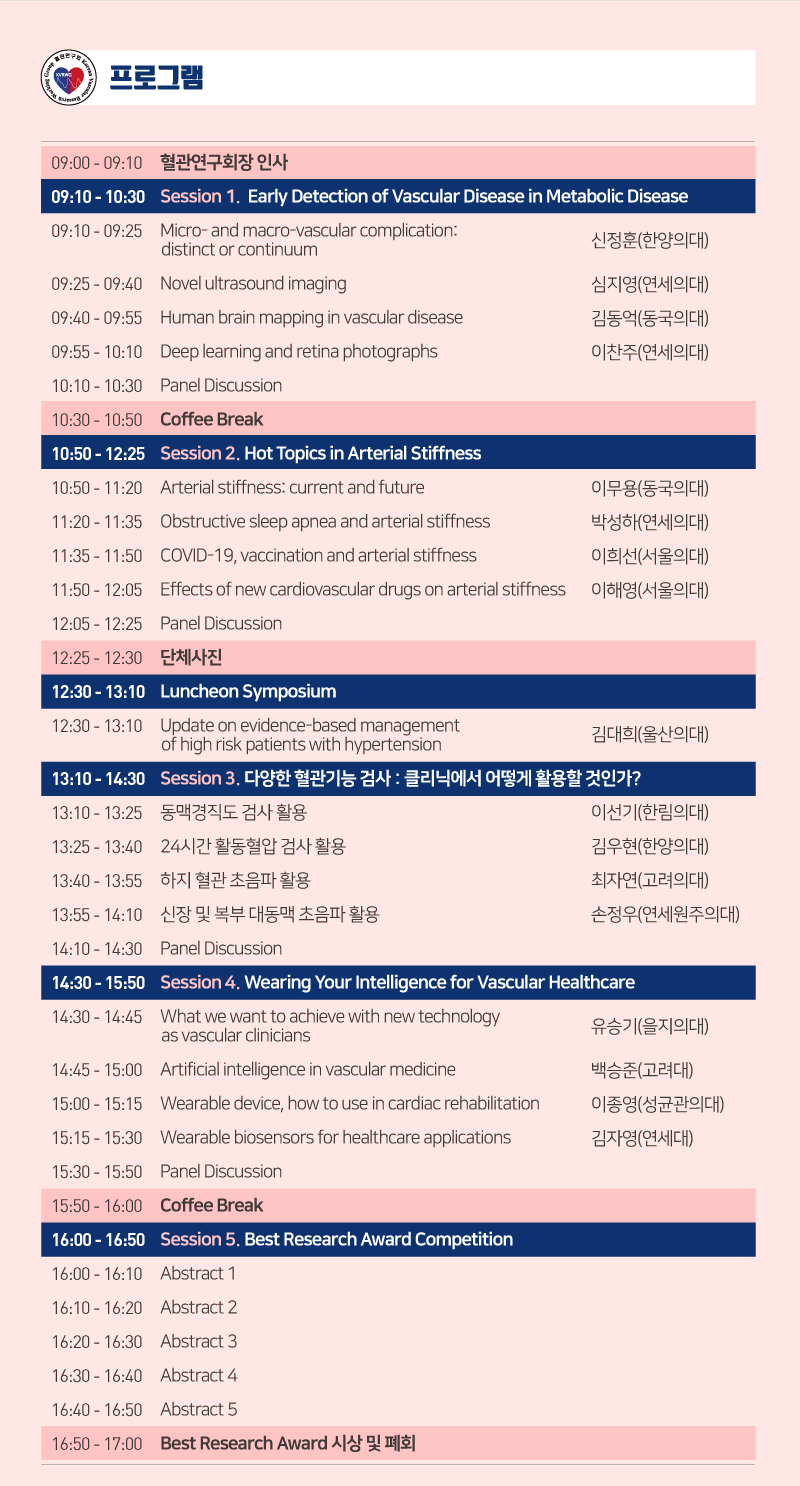 혈관연구회 Korea Vascular Research Working Group
KVRWG
프로그램
09:00 - 09:10 혈관연구회장 인사
09:10 - 10:30 Session 1. Early Detection of Vascular Disease in Metabolic Disease
09:10 - 09:25 Micro- and macro-vascular complication:
distinct or continuum 신정훈(한양의대)
09:25 - 09:40 Novel ultrasound imaging 심지영(연세의대)
09:40 - 09:55 Human brain mapping in vascular disease 김동억(동국의대)
09:55 - 10:10 Deep learning and retina photographs 이찬주(연세의대)
10:10 - 10:30 Panel Discussion
10:30 - 10:50 Coffee Break
10:50 - 12:25 Session 2. Hot Topics in Arterial Stiffness
10:50 - 11:20 Arterial stiffness: current and future 이무용(동국의대)
11:20 - 11:35 Obstructive sleep apnea and arterial stiffness 박성하(연세의대)
11:35 - 11:50 COVID-19, vaccination and arterial stiffness 이희선(서울의대)
11:50 - 12:05 Effects of new cardiovascular drugs on arterial stiffness 이해영(서울의대)
12:05 - 12:25 Panel Discussion
12:25 - 12:30 단체사진
12:30 - 13:10 Luncheon Symposium
12:30 - 13:10 Update on evidence-based management
of high risk patients with hypertension 김대희(울산의대)
13:10 - 14:30 Session 3. 다양한 혈관기능 검사 : 클리닉에서 어떻게 활용할 것인가?
13:10 - 13:25 동맥경직도 검사 활용 이선기(한림의대)
13:25 - 13:40 24시간 활동혈압 검사 활용 김우현(한양의대)
13:40 - 13:55 하지 혈관 초음파 활용 최자연(고려의대)
13:55 - 14:10 신장 및 복부 대동맥 초음파 활용 손정우(연세원주의대)
14:10 - 14:30 Panel Discussion
14:30 - 15:50 Session 4. Wearing Your Intelligence for Vascular Healthcare
14:30 - 14:45 What we want to achieve with new technology
as vascular clinicians 유승기(을지의대)
14:45 - 15:00 Artificial intelligence in vascular medicine 백승준(고려대)
15:00 - 15:15 Wearable device, how to use in cardiac rehabilitation 이종영(성균관의대)
15:15 - 15:30 Wearable biosensors for healthcare applications 김자영(연세대)
15:30 - 15:50 Panel Discussion
15:50 - 16:00 Coffee Break
16:00 - 16:50 Session 5. Best Research Award Competition
16:00 - 16:10 Abstract 1
16:10 - 16:20 Abstract 2
16:20 - 16:30 Abstract 3
16:30 - 16:40 Abstract 4
16:40 - 16:50 Abstract 5
16:50 - 17:00 Best Research Award 시상 및 폐회